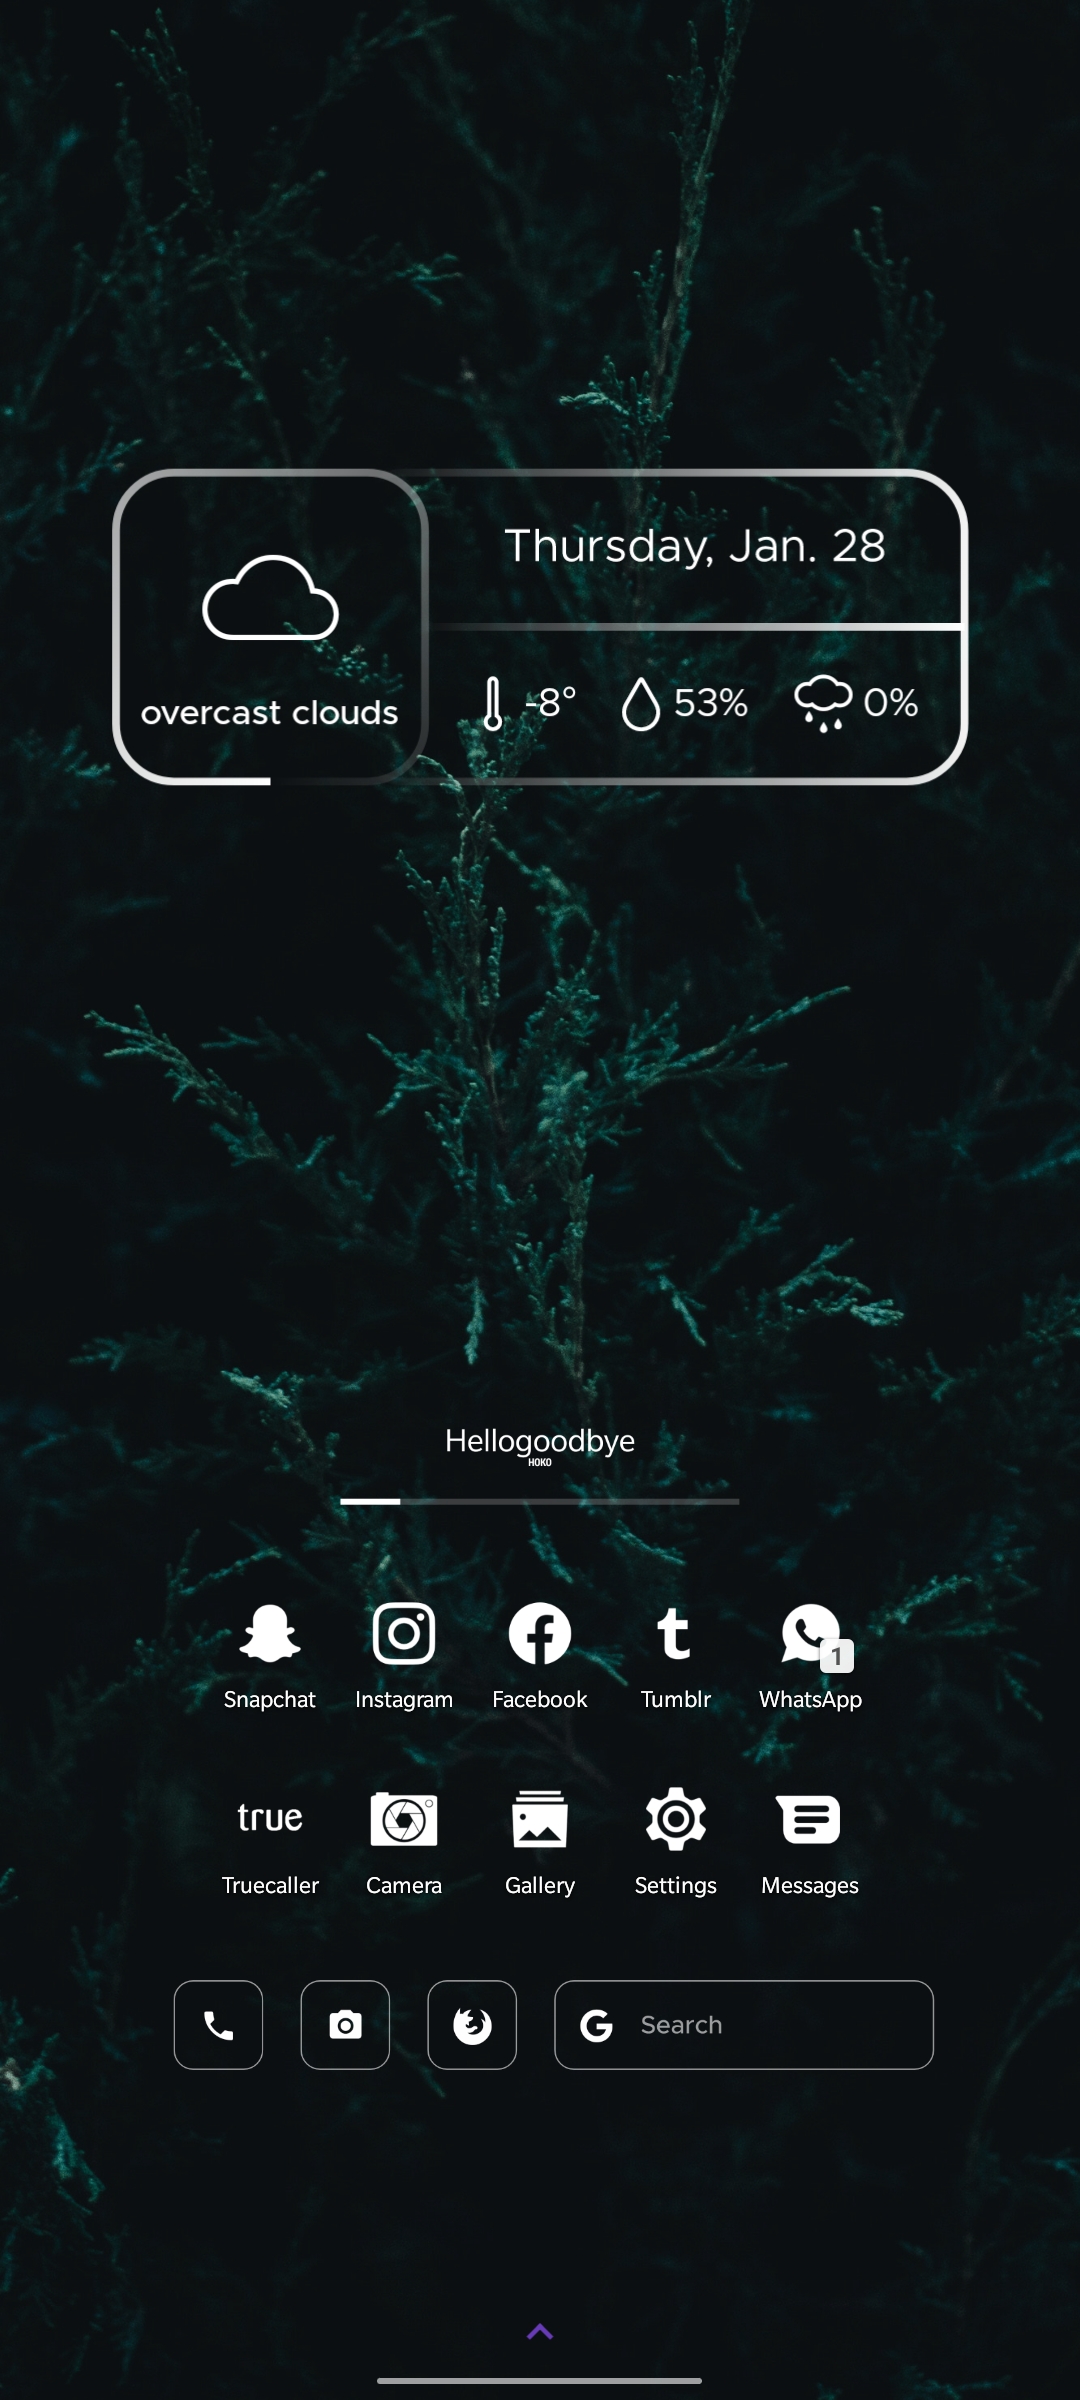 Thursday, Jan. 28
overcast clouds
-8° 53% 0%
Hellogoodbye
HOKO
Snapchat Instagram Facebook Tumblr WhatsApp
1
true
Truecaller Camera Gallery Settings Messages
G Search